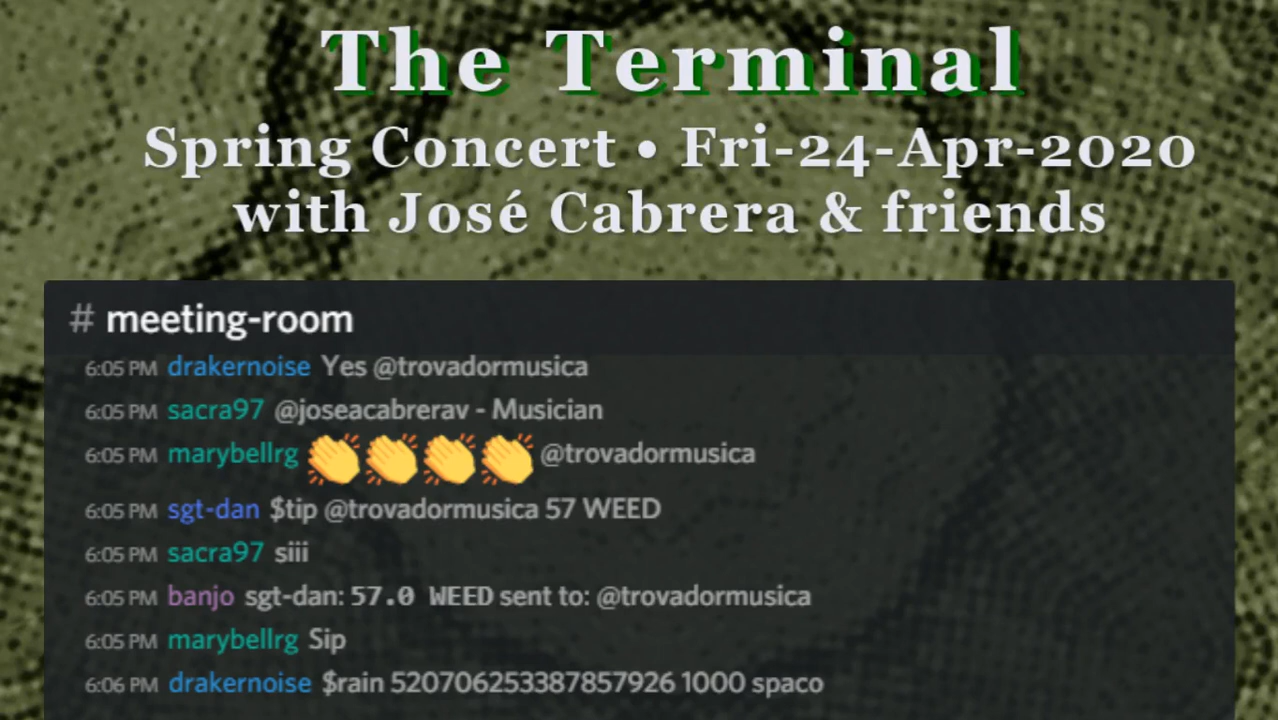 The Terminal
Spring Concert • Fri-24-Apr-2020
with José Cabrera & friends
# meeting-room
6:05 PM drakernoise Yes @trovadormusica
6:05 PM sacra97 @joseacabrerav - Musician
6:05 PM marybellrg 👏👏👏👏 @trovadormusica
6:05 PM sgt-dan $tip @trovadormusica 57 WEED
6:05 PM sacra97 siii
6:05 PM banjo sgt-dan: 57.0 WEED sent to: @trovadormusica
6:05 PM marybellrg Sip
6:06 PM drakernoise $rain 520706253387857926 1000 spaco